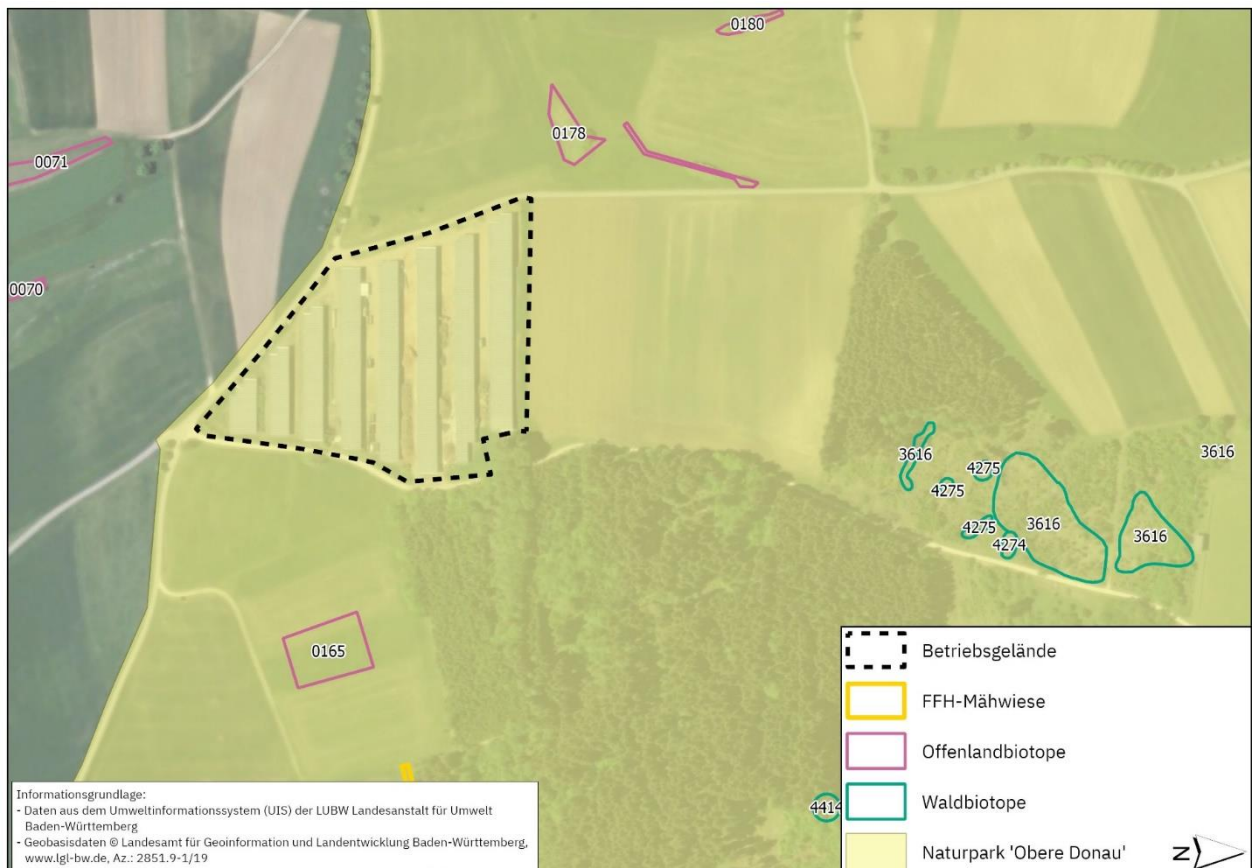 0180
0178
0071
0070
3616
3616
4275
4275
3616
3616
4275
4274
0165
4414
Betriebsgelände
FFH-Mähwiese
Offenlandbiotope
Waldbiotope
Naturpark 'Obere Donau'
N
Informationsgrundlage:
- Daten aus dem Umweltinformationssystem (UIS) der LUBW Landesanstalt für Umwelt
Baden-Württemberg
- Geobasisdaten © Landesamt für Geoinformation und Landentwicklung Baden-Württemberg,
www.lgl-bw.de, Az.: 2851.9-1/19